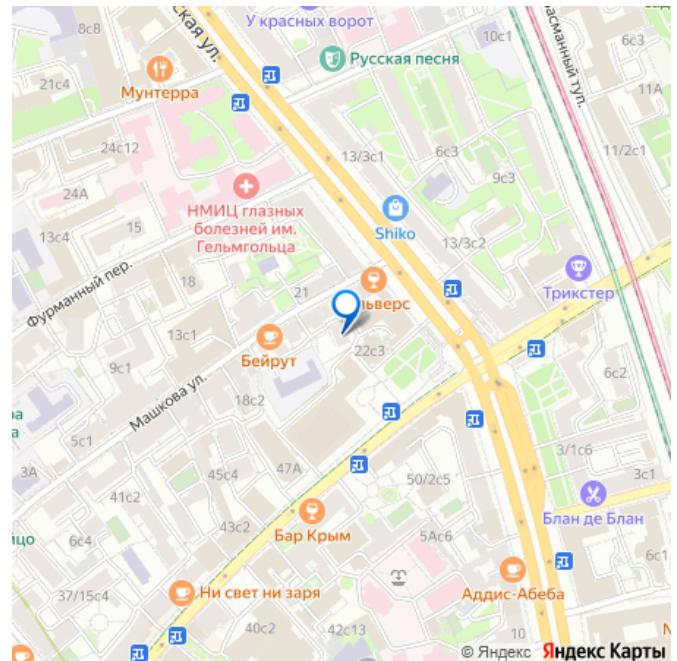 8с8
У красных ворот
ская ул.
Русская песня
10с1
асманный туп.
6с3
21с4
Мунтерра
11А
24с12
13/3с1
6с3
11/2с1
9с3
24А
НМИЦ глазных
болезней им.
Гельмгольца
Shiko
13с4
15
13/3с2
Фурманный пер.
18
21
льверс
Трикстер
13с1
Бейрут
22с3
9с1
6с2
Машкова ул.
18с2
ра
а
5с1
3А
45с4
47А
50/2с5
3/1с6
3с1
41с2
Бар Крым
Блан де Блан
йцо
6с4
43с2
5Ас6
6с1
37/15с4
Ни свет ни заря
Аддис-Абеба
40с2
42с13
10
N
© Яндекс Яндекс Карты